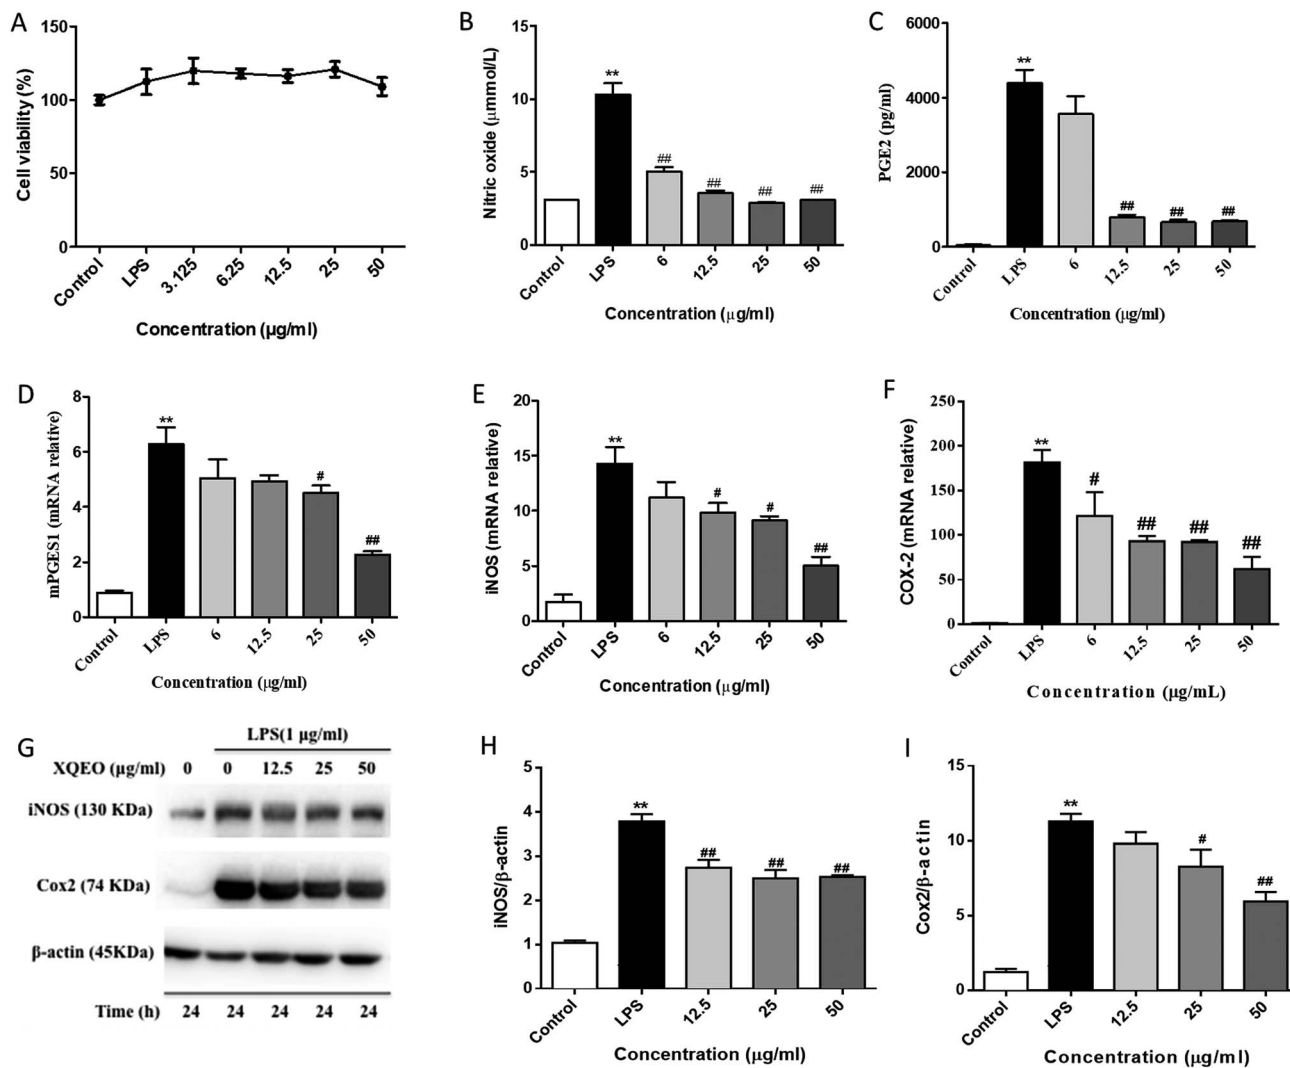 A
Cell viability (%)
150
100
50
0
Control
LPS
3.125
6.25
12.5
25
50
Concentration (µg/ml)
B
Nitric oxide (µmmol/L)
15
10
5
0
**
##
##
##
##
Control
LPS
6
12.5
25
50
Concentration (µg/ml)
C
PGE2 (pg/ml)
6000
4000
2000
0
**
##
##
##
Control
LPS
6
12.5
25
50
Concentration (µg/ml)
D
mPGES1 (mRNA relative)
8
6
4
2
0
**
#
##
Control
LPS
6
12.5
25
50
Concentration (µg/ml)
E
iNOS (mRNA relative)
20
15
10
5
0
**
#
#
##
Control
LPS
6
12.5
25
50
Concentration (µg/ml)
F
COX-2 (mRNA relative)
250
200
150
100
50
0
**
#
##
##
##
Control
LPS
6
12.5
25
50
Concentration (µg/mL)
G
LPS(1 µg/ml)
XQEO (µg/ml) 0 0 12.5 25 50
iNOS (130 KDa)
Cox2 (74 KDa)
β-actin (45KDa)
Time (h) 24 24 24 24 24
H
iNOS/β-actin
5
4
3
2
1
0
**
##
##
##
Control
LPS
12.5
25
50
Concentration (µg/ml)
I
Cox2/β-actin
15
10
5
0
**
#
##
Control
LPS
12.5
25
50
Concentration (µg/ml)